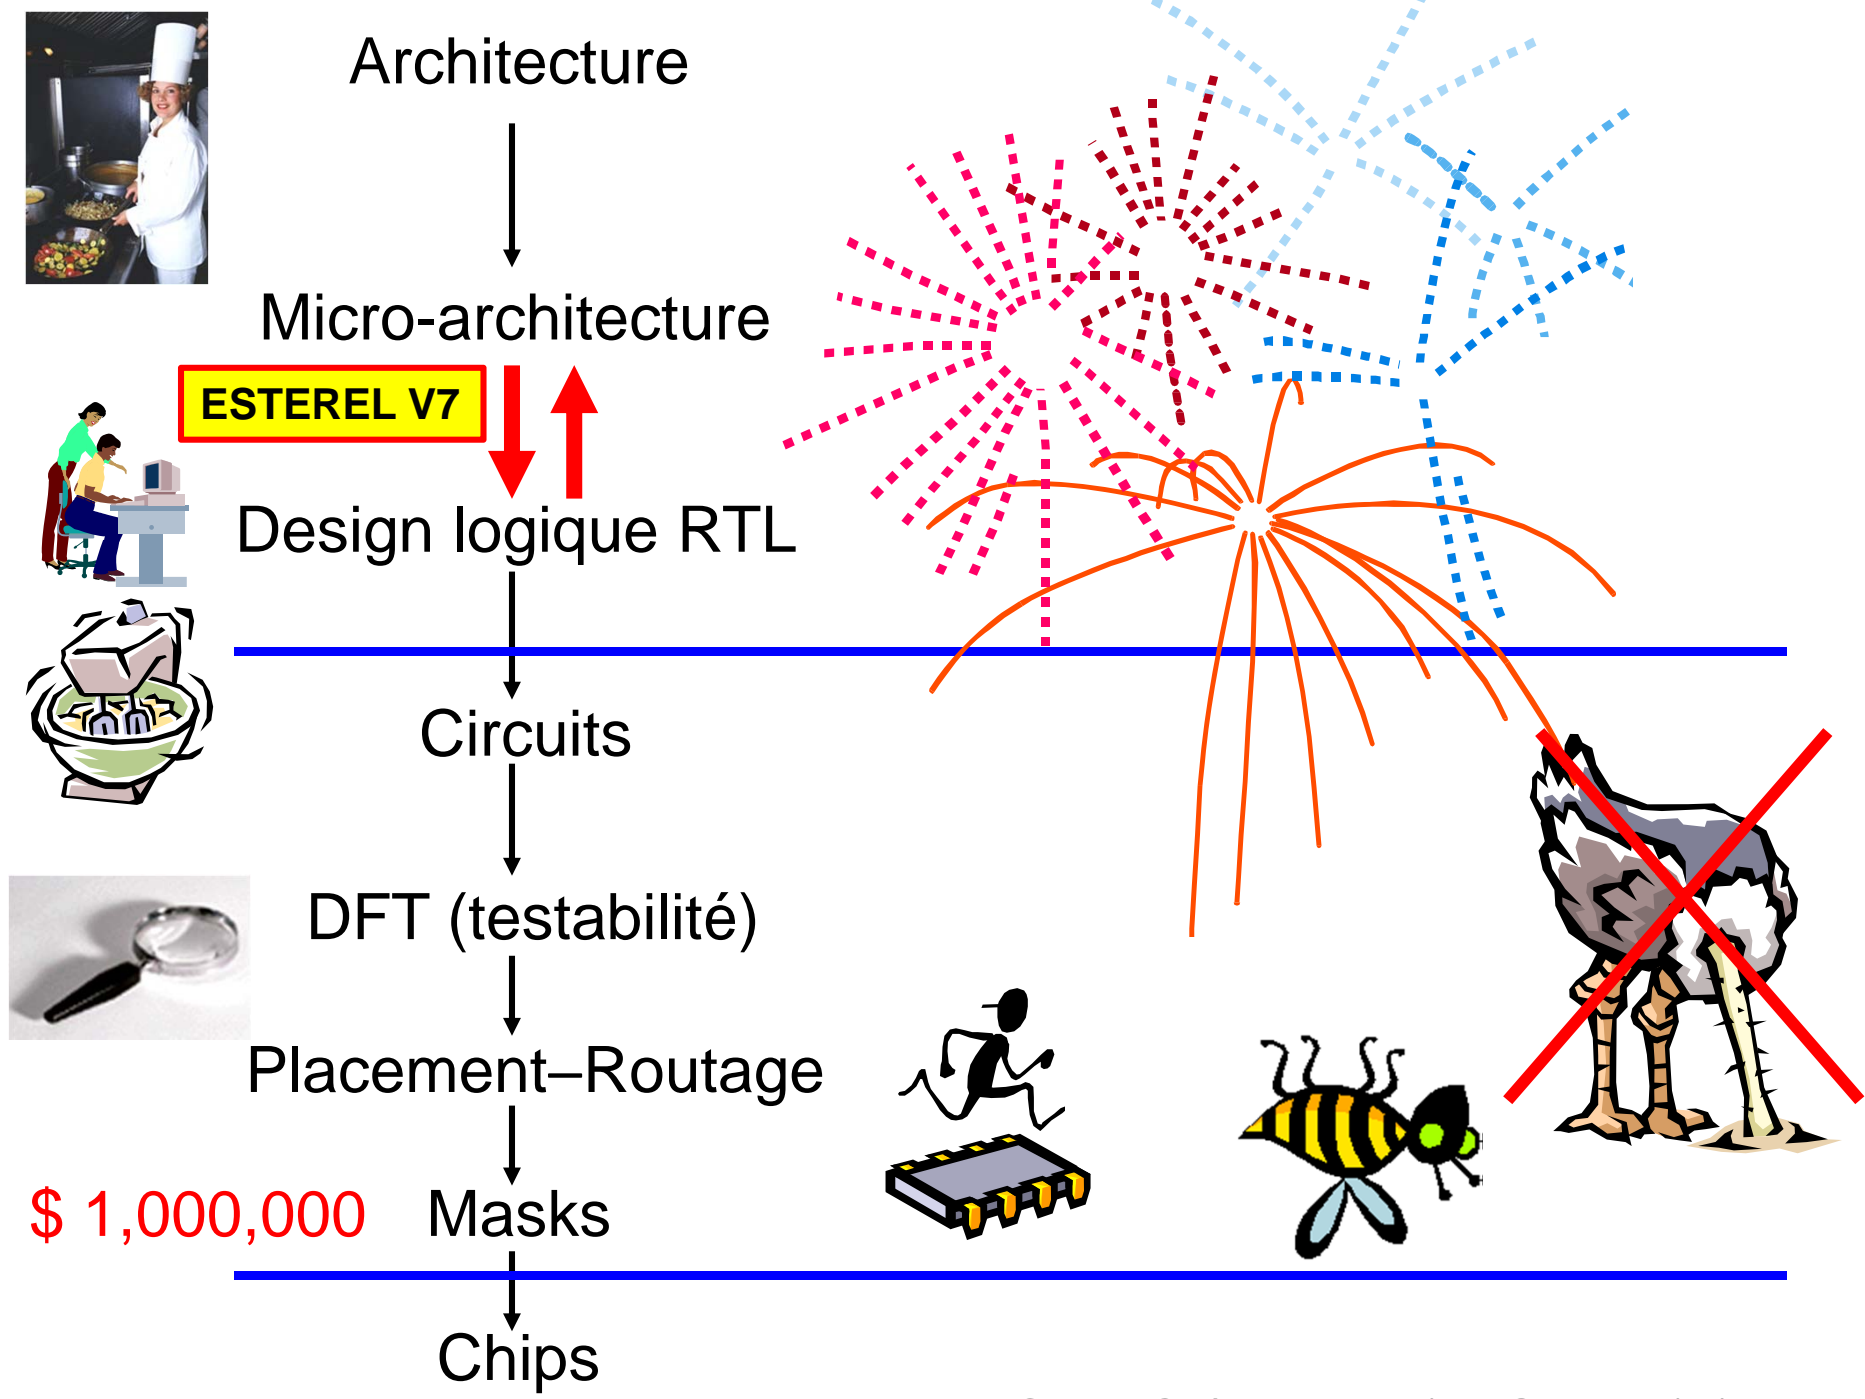 Architecture
Micro-architecture
ESTEREL V7
Design logique RTL
Circuits
DFT (testabilité)
Placement–Routage
$ 1,000,000 Masks
Chips